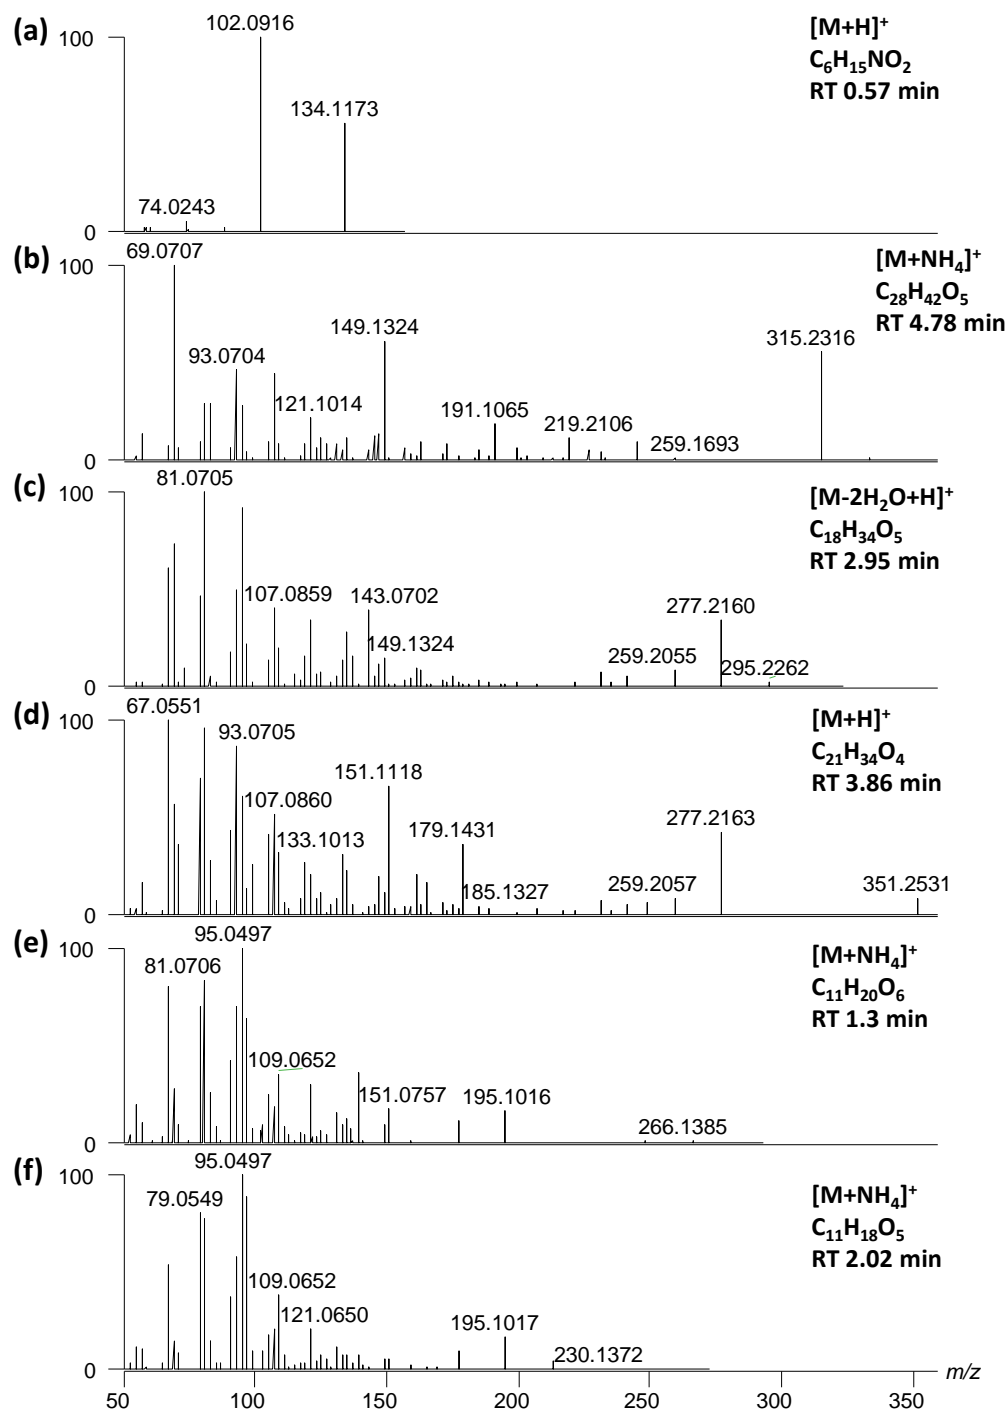 (a)
100
102.0916
134.1173
74.0243
0
[M+H]+
C6H15NO2
RT 0.57 min
(b)
100
69.0707
93.0704
121.1014
149.1324
191.1065
219.2106
259.1693
315.2316
0
[M+NH4]+
C28H42O5
RT 4.78 min
(c)
100
81.0705
107.0859
143.0702
149.1324
259.2055
277.2160
295.2262
0
[M-2H2O+H]+
C18H34O5
RT 2.95 min
(d)
100
67.0551
93.0705
107.0860
133.1013
151.1118
179.1431
185.1327
259.2057
277.2163
351.2531
0
[M+H]+
C21H34O4
RT 3.86 min
(e)
100
95.0497
81.0706
109.0652
151.0757
195.1016
266.1385
0
[M+NH4]+
C11H20O6
RT 1.3 min
(f)
100
95.0497
79.0549
109.0652
121.0650
195.1017
230.1372
0
[M+NH4]+
C11H18O5
RT 2.02 min
m/z
50 100 150 200 250 300 350